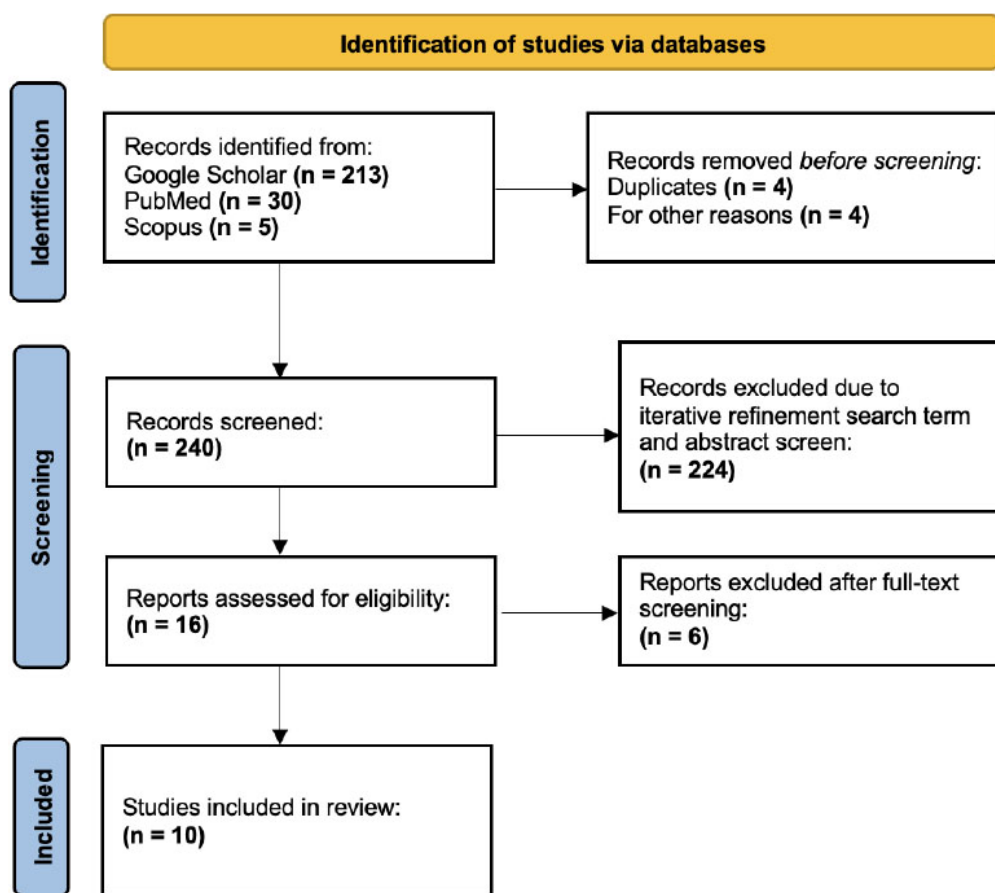 Identification of studies via databases
Identification
Records identified from:
Google Scholar (n = 213)
PubMed (n = 30)
Scopus (n = 5)
Records removed before screening:
Duplicates (n = 4)
For other reasons (n = 4)
Screening
Records screened:
(n = 240)
Records excluded due to
iterative refinement search term
and abstract screen:
(n = 224)
Reports assessed for eligibility:
(n = 16)
Reports excluded after full-text
screening:
(n = 6)
Included
Studies included in review:
(n = 10)